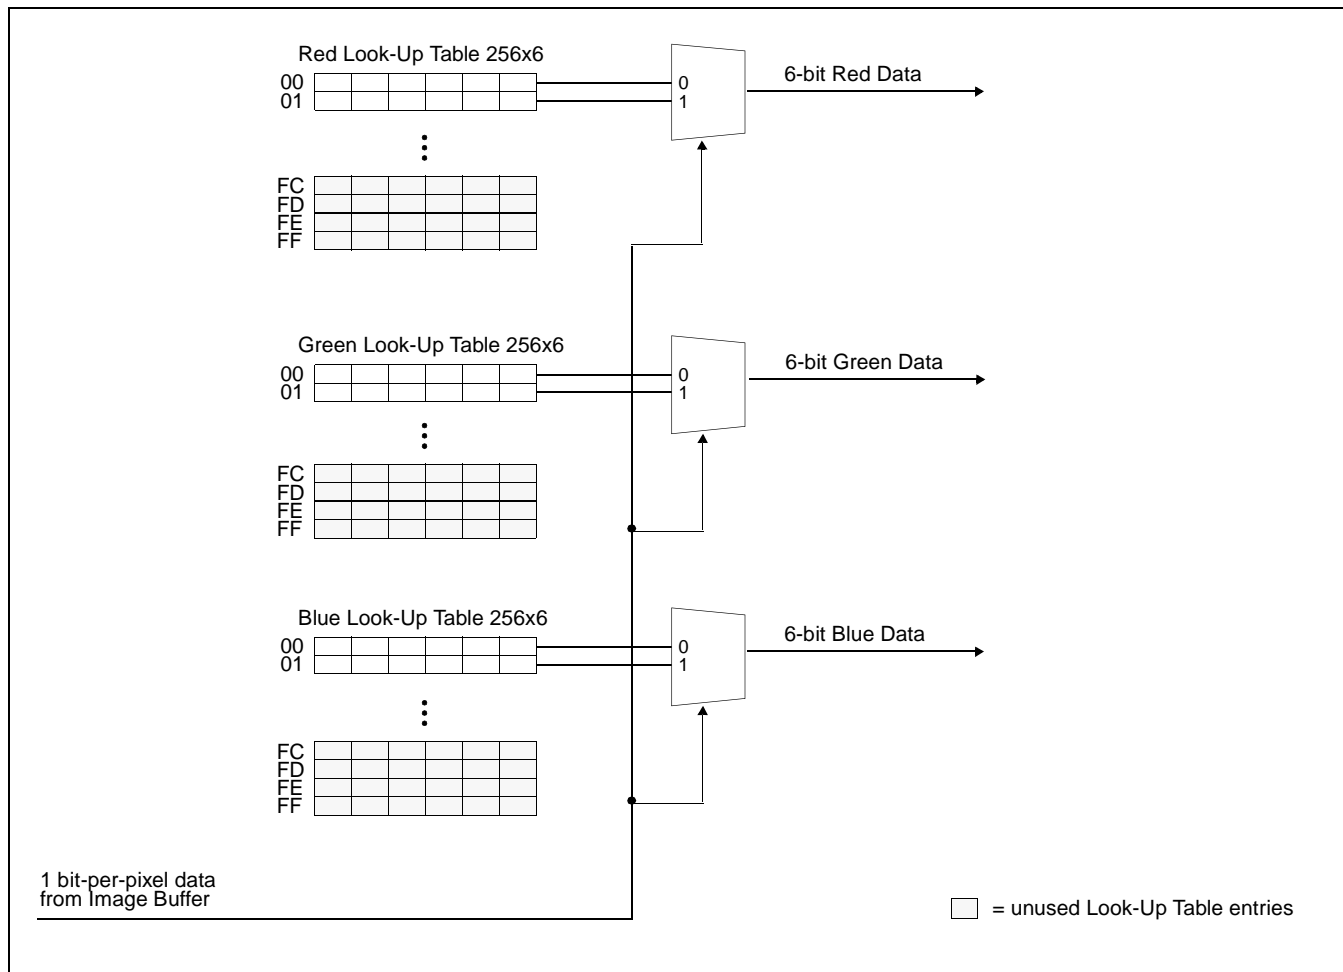 Red Look-Up Table 256x6
00
01
FC
FD
FE
FF
0
1
6-bit Red Data
Green Look-Up Table 256x6
00
01
FC
FD
FE
FF
0
1
6-bit Green Data
Blue Look-Up Table 256x6
00
01
FC
FD
FE
FF
0
1
6-bit Blue Data
1 bit-per-pixel data
from Image Buffer
= unused Look-Up Table entries